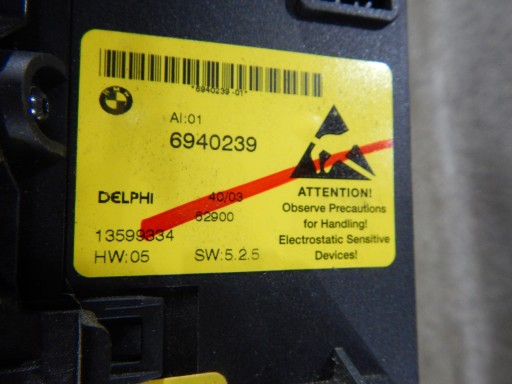 *6940239-01*
AI:01
6940239
DELPHI 40/03
52900
13599334
HW:05 SW:5.2.5
ATTENTION!
Observe Precautions
for Handling!
Electrostatic Sensitive
Devices!